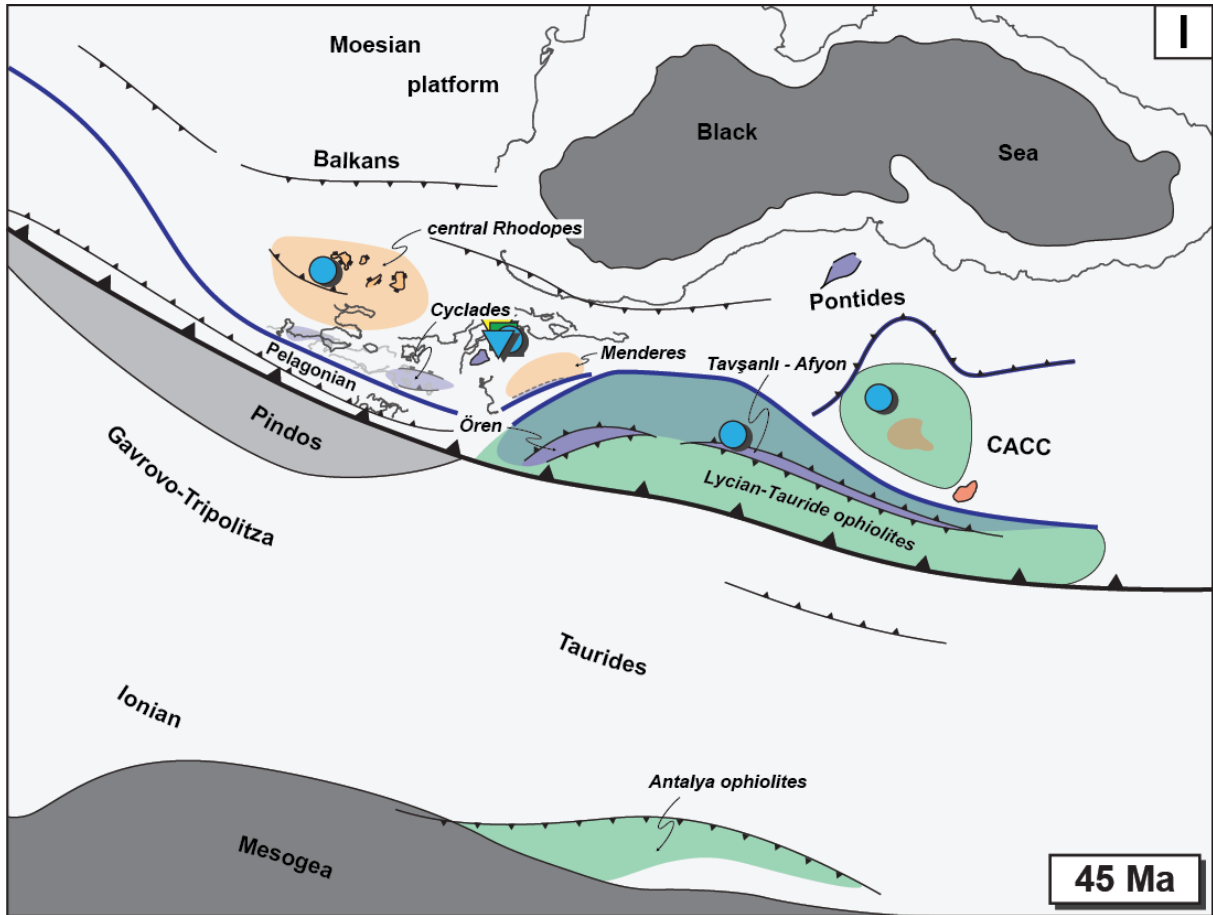 I
Moesian
platform
Black
Sea
Balkans
central Rhodopes
Pontides
Cyclades
Menderes
Tavşanlı - Afyon
Pelagonian
Pindos
Ören
CACC
Gavrovo-Tripolitza
Lycian-Tauride ophiolites
Taurides
Ionian
Antalya ophiolites
Mesogea
45 Ma